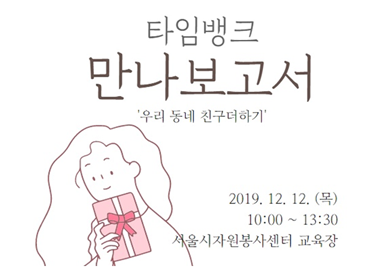 타임뱅크
만나보고서
'우리 동네 친구더하기'
2019. 12. 12. (목)
10:00 ~ 13:30
서울시자원봉사센터 교육장